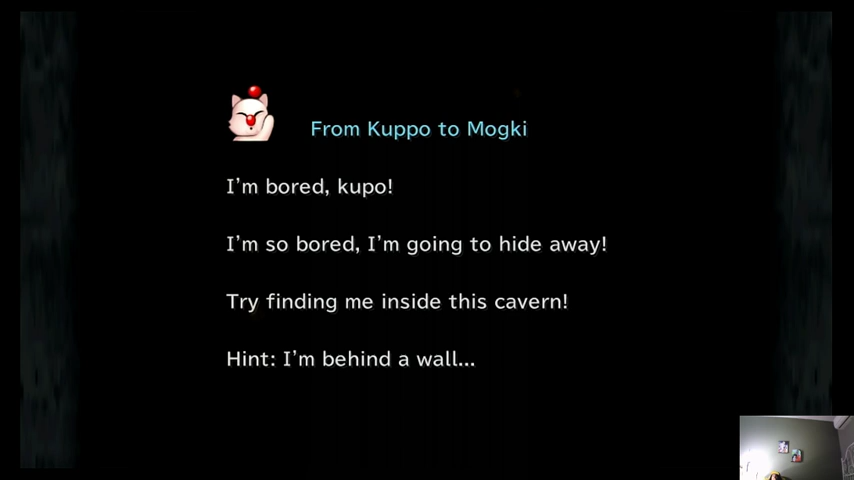 From Kuppo to Mogki
I'm bored, kupo!
I'm so bored, I'm going to hide away!
Try finding me inside this cavern!
Hint: I'm behind a wall...